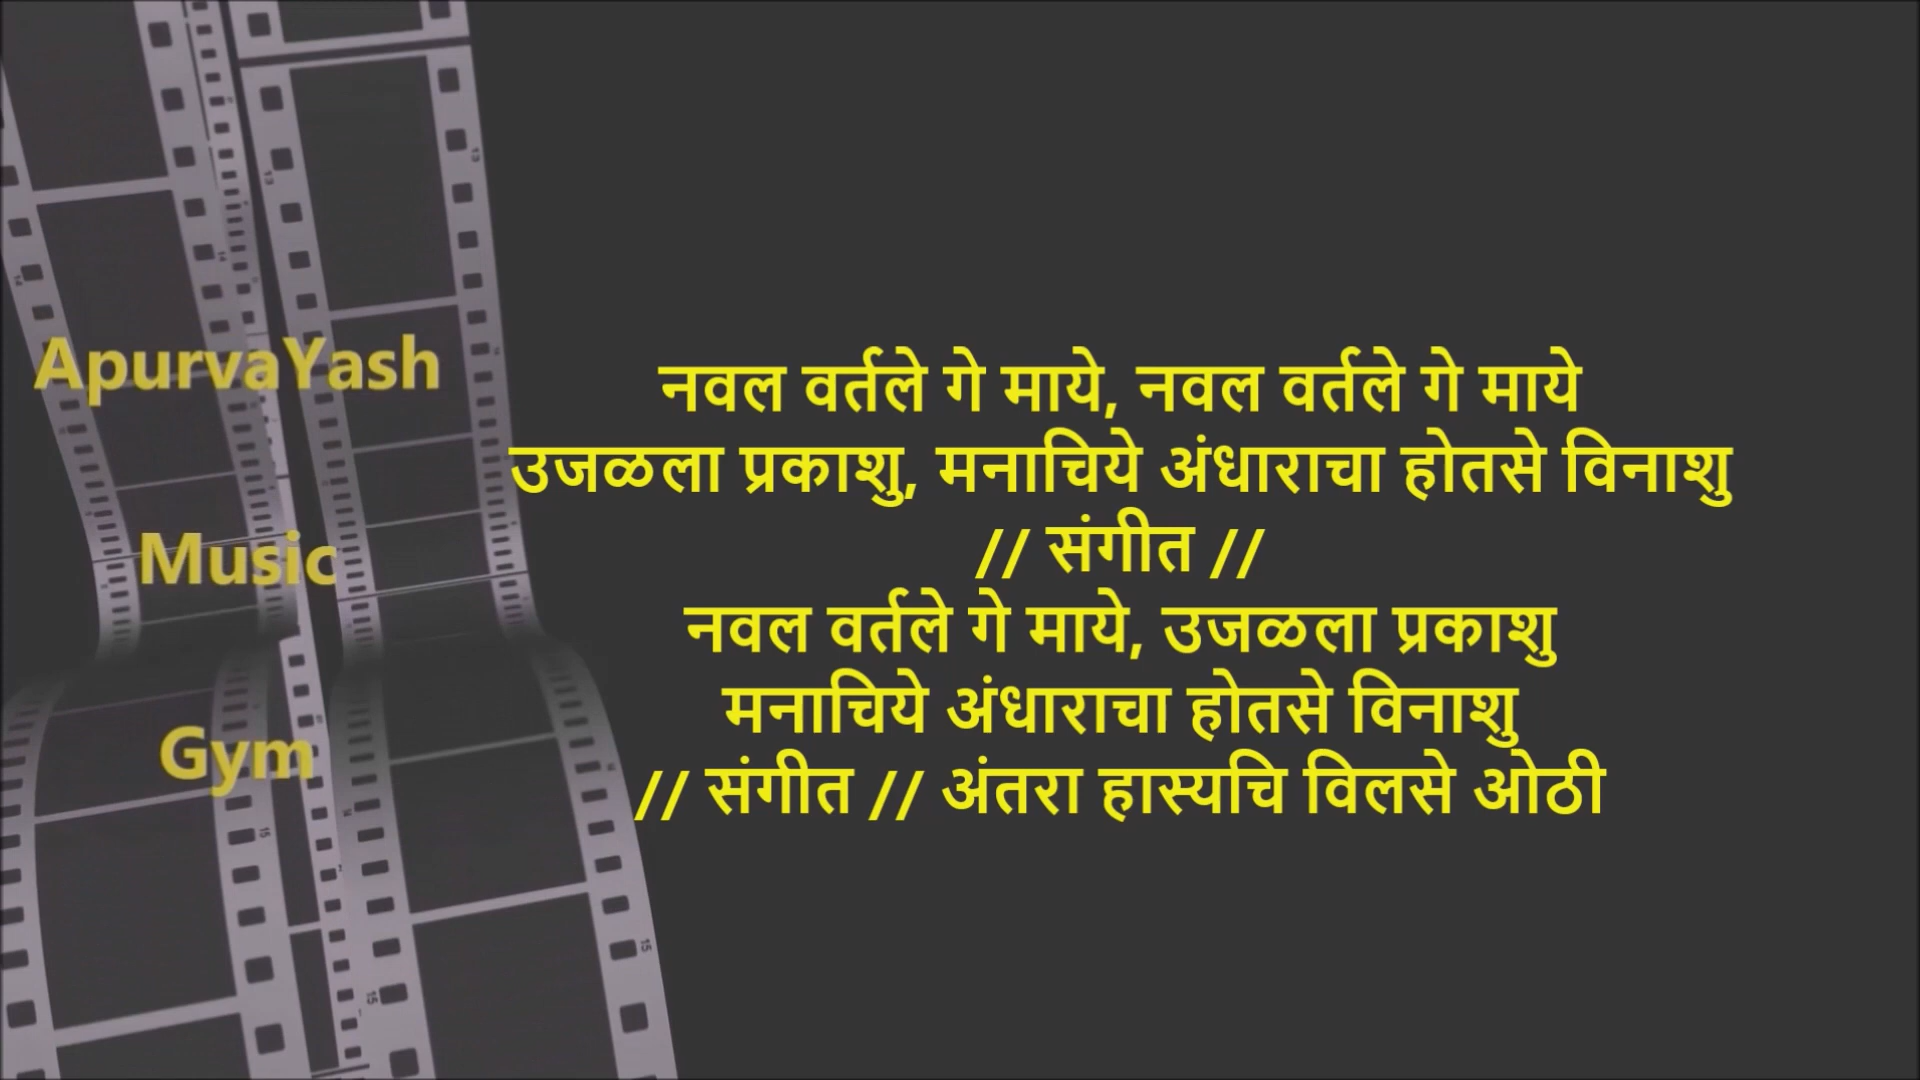 ApurvaYash
Music
Gym
नवल वर्तले गे माये, नवल वर्तले गे माये
उजळला प्रकाशु, मनाचिये अंधाराचा होतसे विनाशु
// संगीत //
नवल वर्तले गे माये, उजळला प्रकाशु
मनाचिये अंधाराचा होतसे विनाशु
// संगीत // अंतरा हास्यचि विलसे ओठी